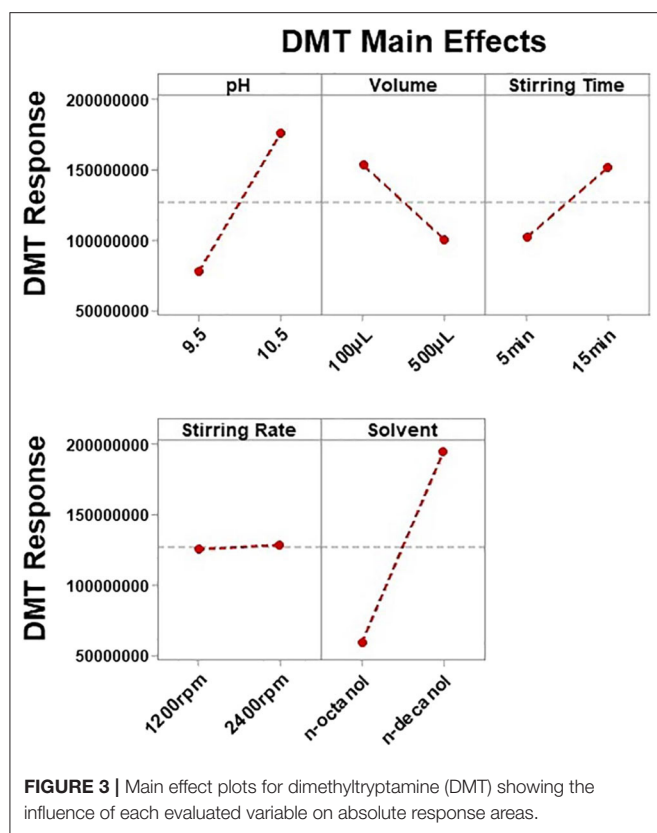 DMT Main Effects
pH Volume Stirring Time
DMT Response
200000000
150000000
100000000
50000000
9.5 10.5 100µL 500µL 5min 15min
Stirring Rate Solvent
DMT Response
200000000
150000000
100000000
50000000
1200rpm 2400rpm n-octanol n-decanol
FIGURE 3 | Main effect plots for dimethyltryptamine (DMT) showing the
influence of each evaluated variable on absolute response areas.